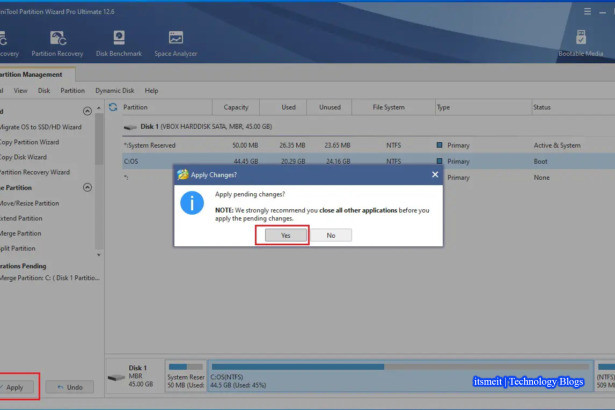 niTool Partition Wizard Pro Ultimate 12.6
covery
Partition Recovery
Disk Benchmark
Space Analyzer
Bootable Media
artition Management
al View Disk Partition Dynamic Disk Help
Partition Capacity Used Unused File System Type Status
Disk 1 (VBOX HARDDISK SATA, MBR, 45.00 GB)
*:System Reserved 50.00 MB 26.35 MB 23.65 MB NTFS Primary Active & System
C:OS 44.45 GB 20.29 GB 24.16 GB NTFS Primary Boot
*: Primary None
rd
Migrate OS to SSD/HD Wizard
Copy Partition Wizard
Copy Disk Wizard
Partition Recovery Wizard
e Partition
Move/Resize Partition
xtend Partition
Merge Partition
plit Partition
rations Pending
Merge Partition: C: ( Disk 1 Partitic...
Apply
Undo
Apply Changes?
Apply pending changes?
NOTE: We strongly recommend you close all other applications before you
apply the pending changes.
Yes
No
Disk 1
MBR
45.00 GB
System Reser
50 MB (Used:
C:OS(NTFS)
44.5 GB (Used: 45%)
(NTFS)
509 M
itsmeit | Technology Blogs